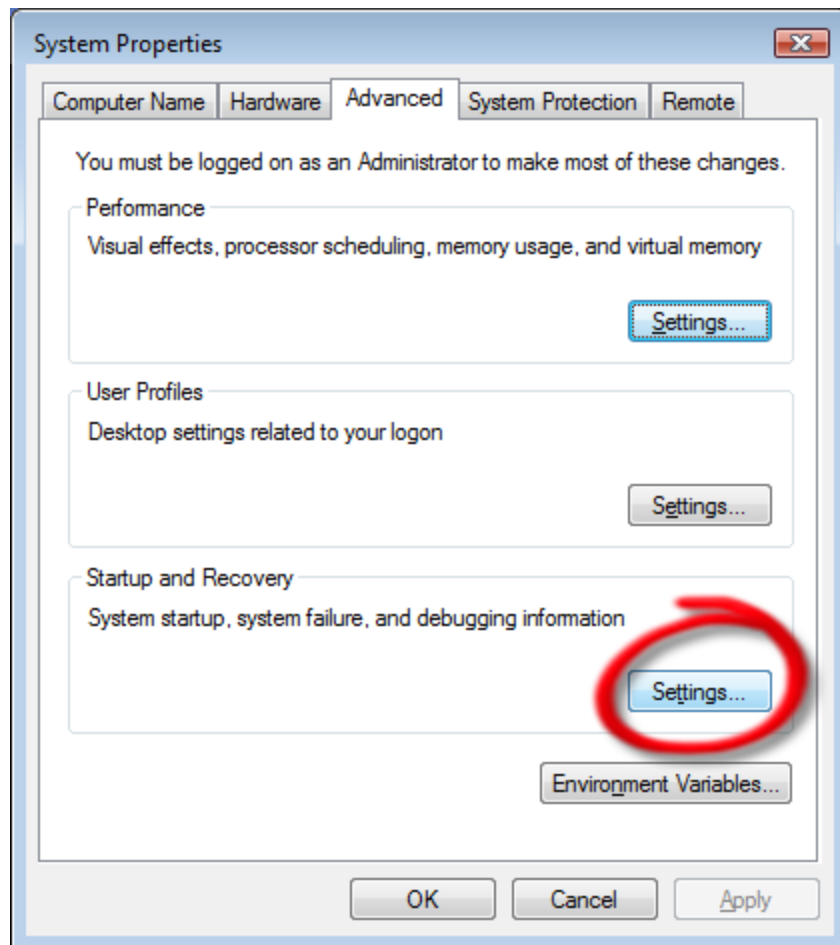 System Properties
Computer Name Hardware Advanced System Protection Remote
You must be logged on as an Administrator to make most of these changes.
Performance
Visual effects, processor scheduling, memory usage, and virtual memory
Settings...
User Profiles
Desktop settings related to your logon
Settings...
Startup and Recovery
System startup, system failure, and debugging information
Settings...
Environment Variables...
OK Cancel Apply